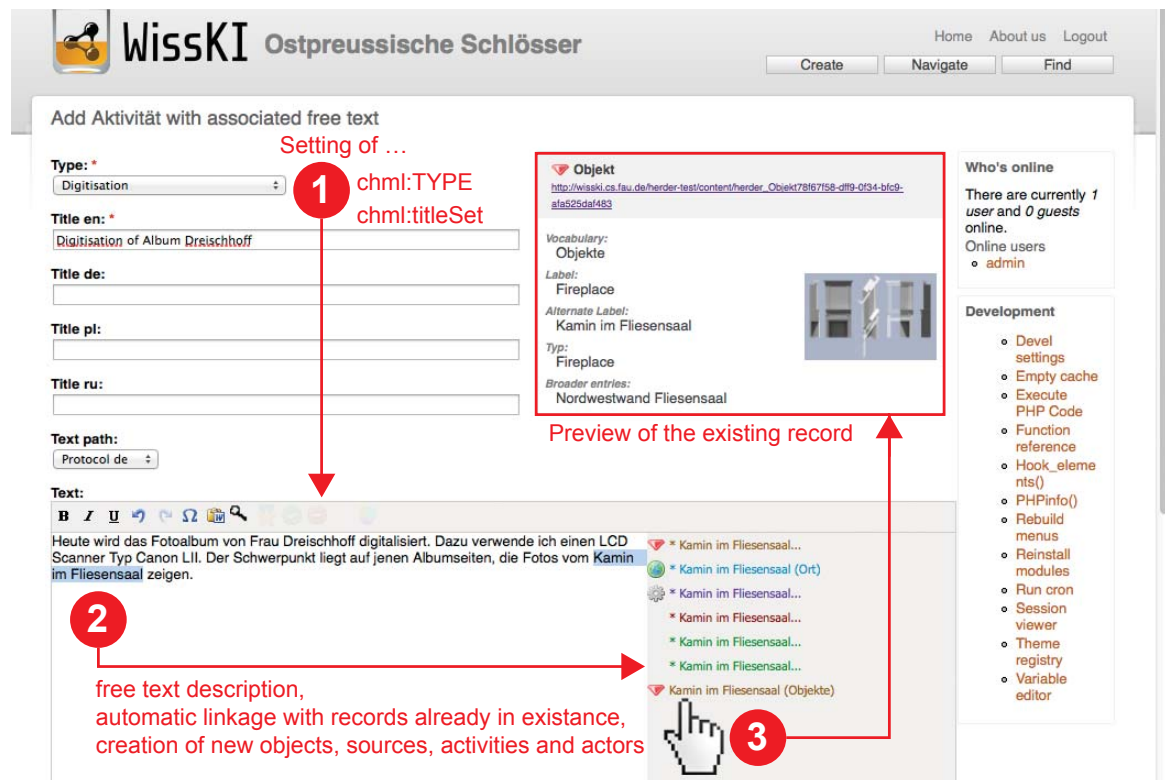 WissKI Ostpreussische Schlösser
Home About us Logout
Create Navigate Find
Add Aktivität with associated free text
Setting of …
1
chml:TYPE
chml:titleSet
Type: *
Digitisation
Title en: *
Digitisation of Album Dreischhoff
Title de:
Title pl:
Title ru:
Text path:
Protocol de
Objekt
http://wisski.cs.fau.de/herder-test/content/herder_Objekt78f67f58-dff9-0f34-bfc9-
afa525daf483
Vocabulary:
Objekte
Label:
Fireplace
Alternate Label:
Kamin im Fliesensaal
Typ:
Fireplace
Broader entries:
Nordwestwand Fliesensaal
Preview of the existing record
Who's online
There are currently 1
user and 0 guests
online.
Online users
admin
Development
Devel
settings
Empty cache
Execute
PHP Code
Function
reference
Hook_eleme
nts()
PHPinfo()
Rebuild
menus
Reinstall
modules
Run cron
Session
viewer
Theme
registry
Variable
editor
Text:
B I U Ω
Heute wird das Fotoalbum von Frau Dreischhoff digitalisiert. Dazu verwende ich einen LCD
Scanner Typ Canon LII. Der Schwerpunkt liegt auf jenen Albumseiten, die Fotos vom Kamin
im Fliesensaal zeigen.
* Kamin im Fliesensaal...
* Kamin im Fliesensaal (Ort)
* Kamin im Fliesensaal...
* Kamin im Fliesensaal...
* Kamin im Fliesensaal...
* Kamin im Fliesensaal...
Kamin im Fliesensaal (Objekte)
2
free text description,
automatic linkage with records already in existance,
creation of new objects, sources, activities and actors
3